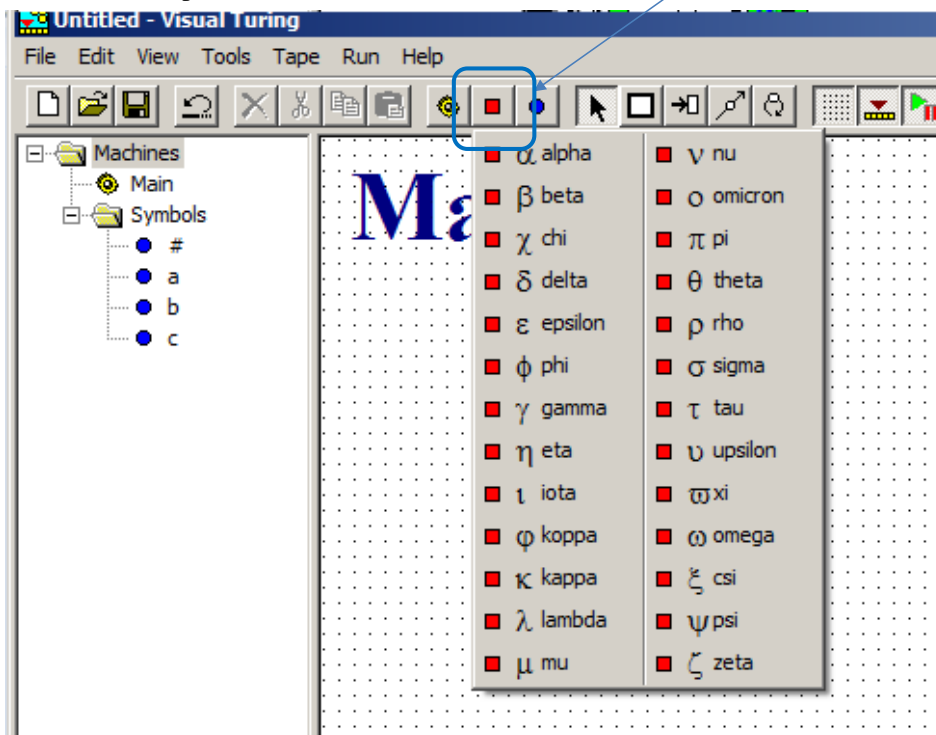 Untitled - Visual Turing
File Edit View Tools Tape Run Help
Machines
Main
Symbols
#
a
b
c
Ma
α alpha ν nu
β beta ο omicron
χ chi π pi
δ delta θ theta
ε epsilon ρ rho
ϕ phi σ sigma
γ gamma τ tau
η eta υ upsilon
ι iota ϖ xi
φ koppa ω omega
κ kappa ξ csi
λ lambda ψ psi
μ mu ζ zeta